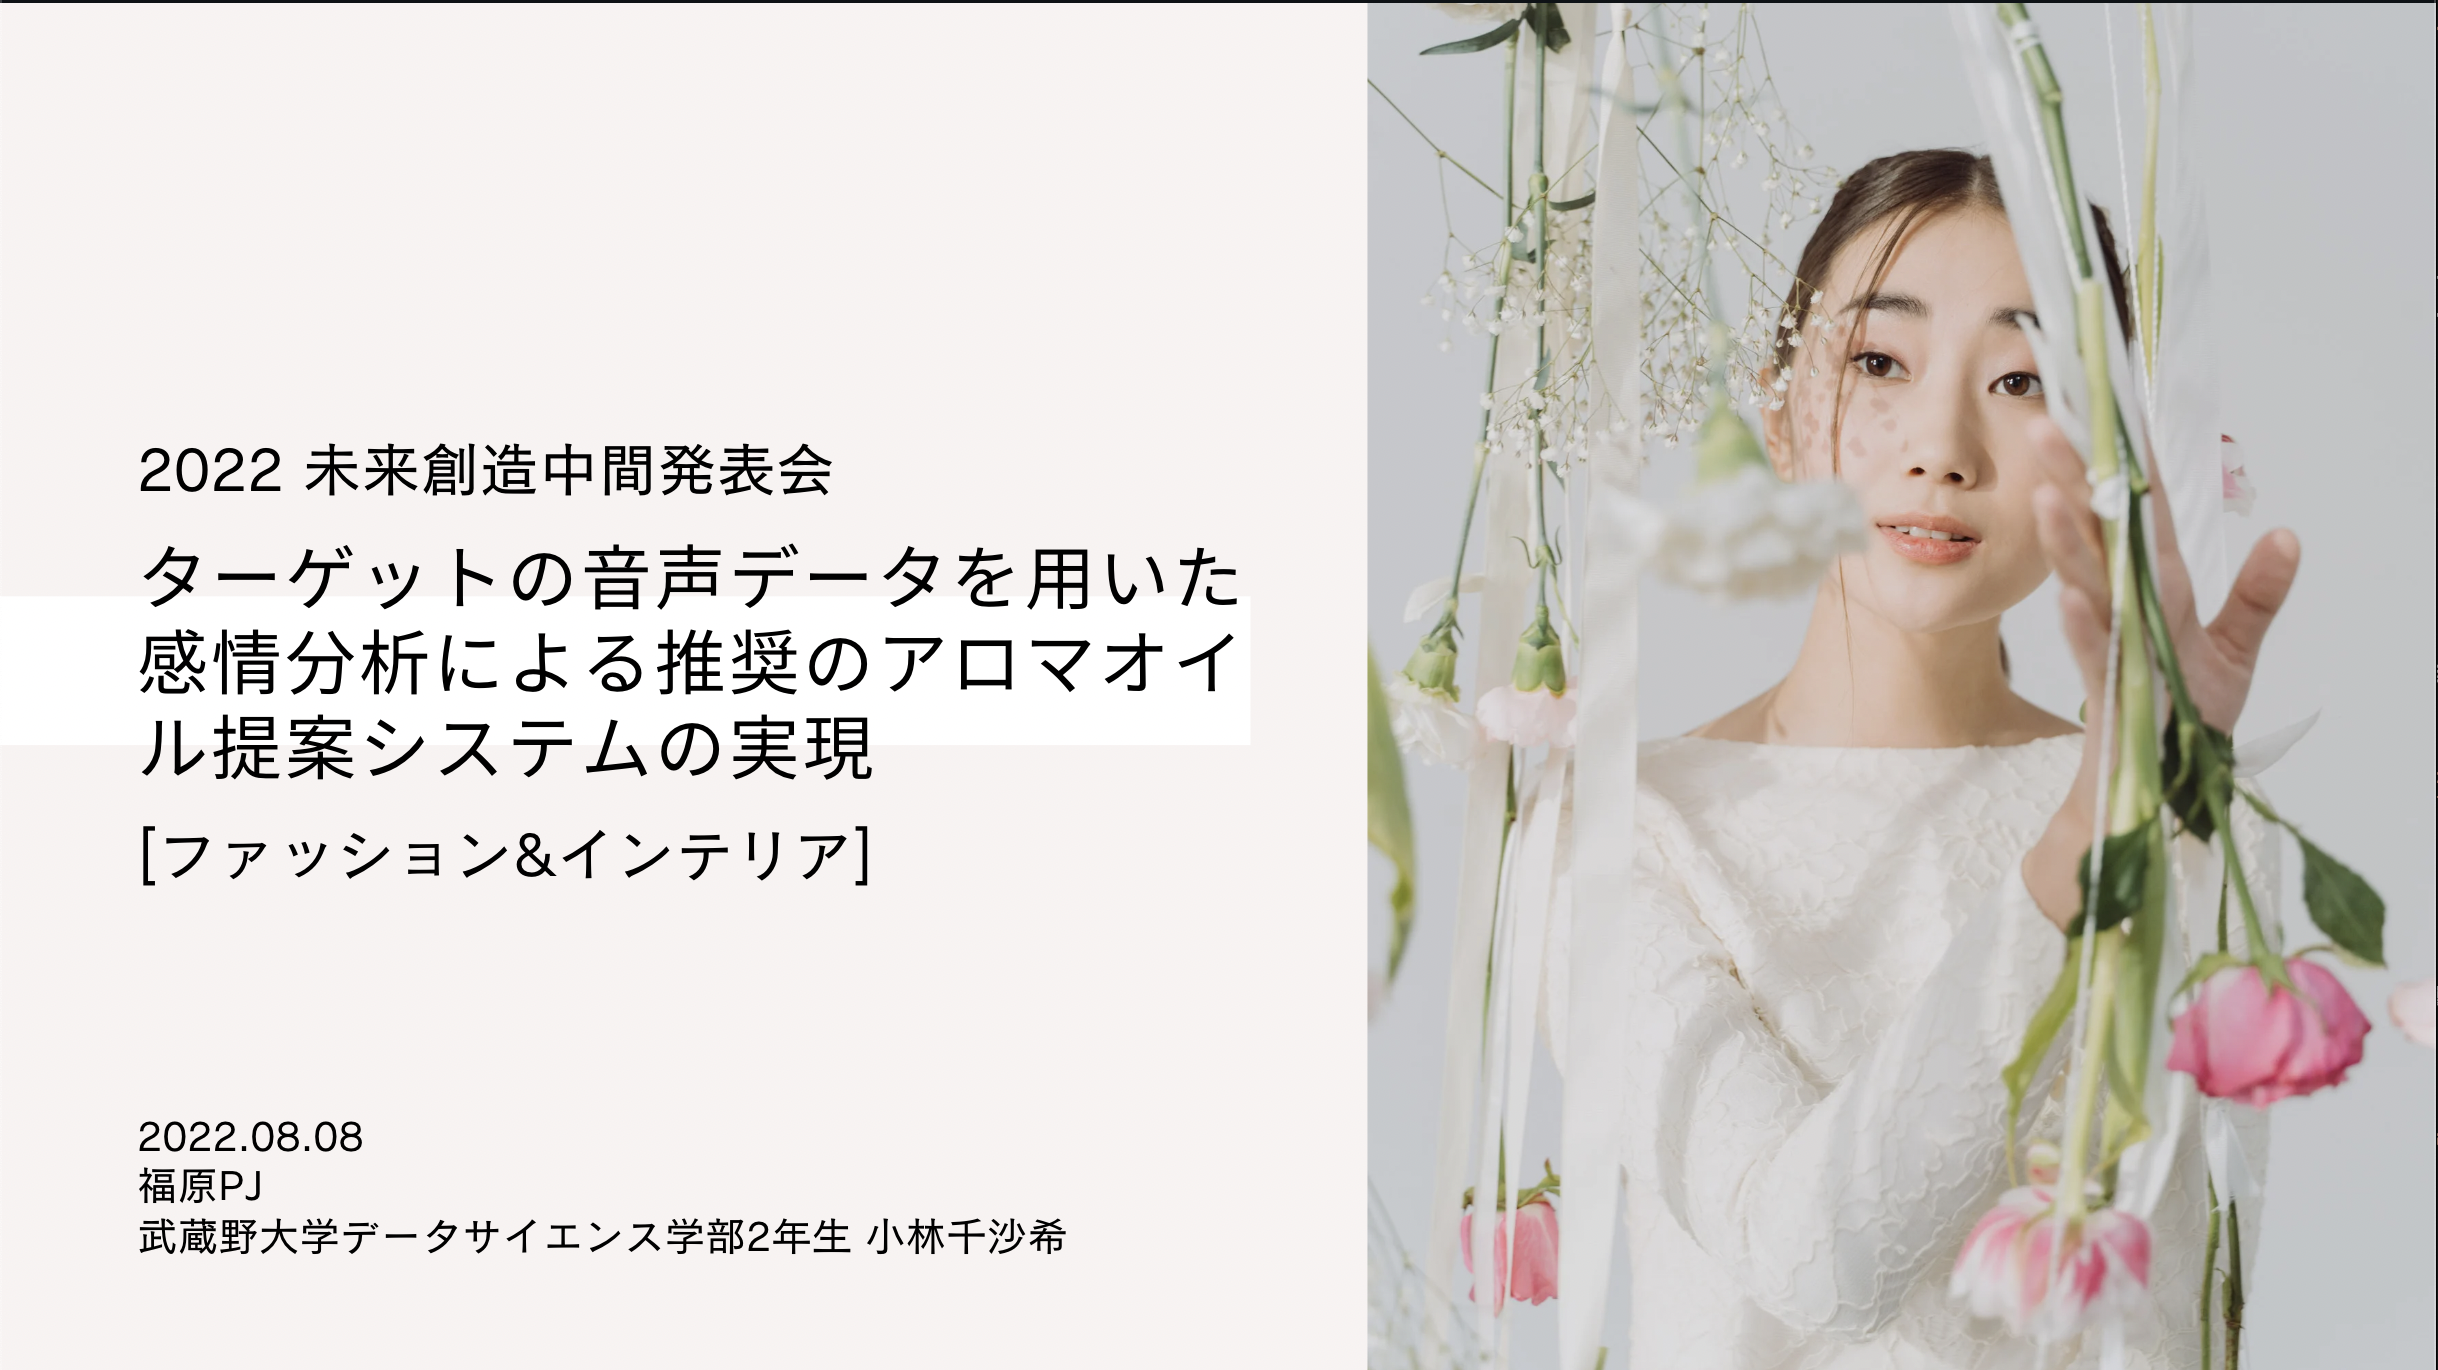 2022 未来創造中間発表会
ターゲットの音声データを用いた
感情分析による推奨のアロマオイ
ル提案システムの実現
[ファッション&インテリア]
2022.08.08
福原PJ
武蔵野大学データサイエンス学部2年生 小林千沙希